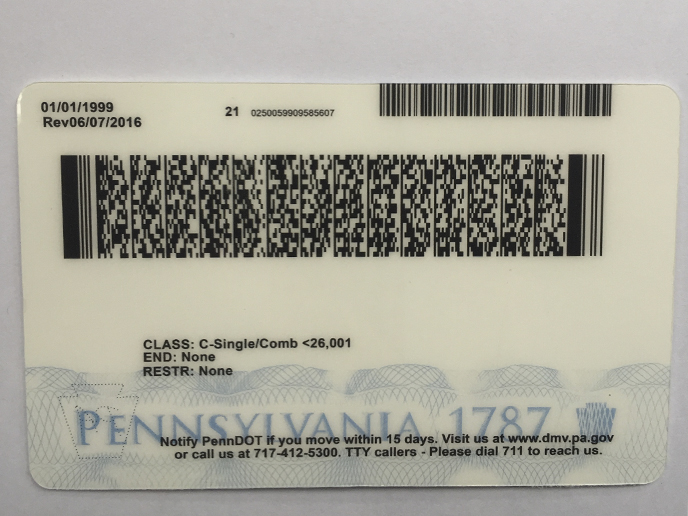 01/01/1999
Rev06/07/2016
21 0250059909585607
CLASS: C-Single/Comb <26,001
END: None
RESTR: None
PENNSYLVANIA 1787
Notify PennDOT if you move within 15 days. Visit us at www.dmv.pa.gov
or call us at 717-412-5300. TTY callers - Please dial 711 to reach us.